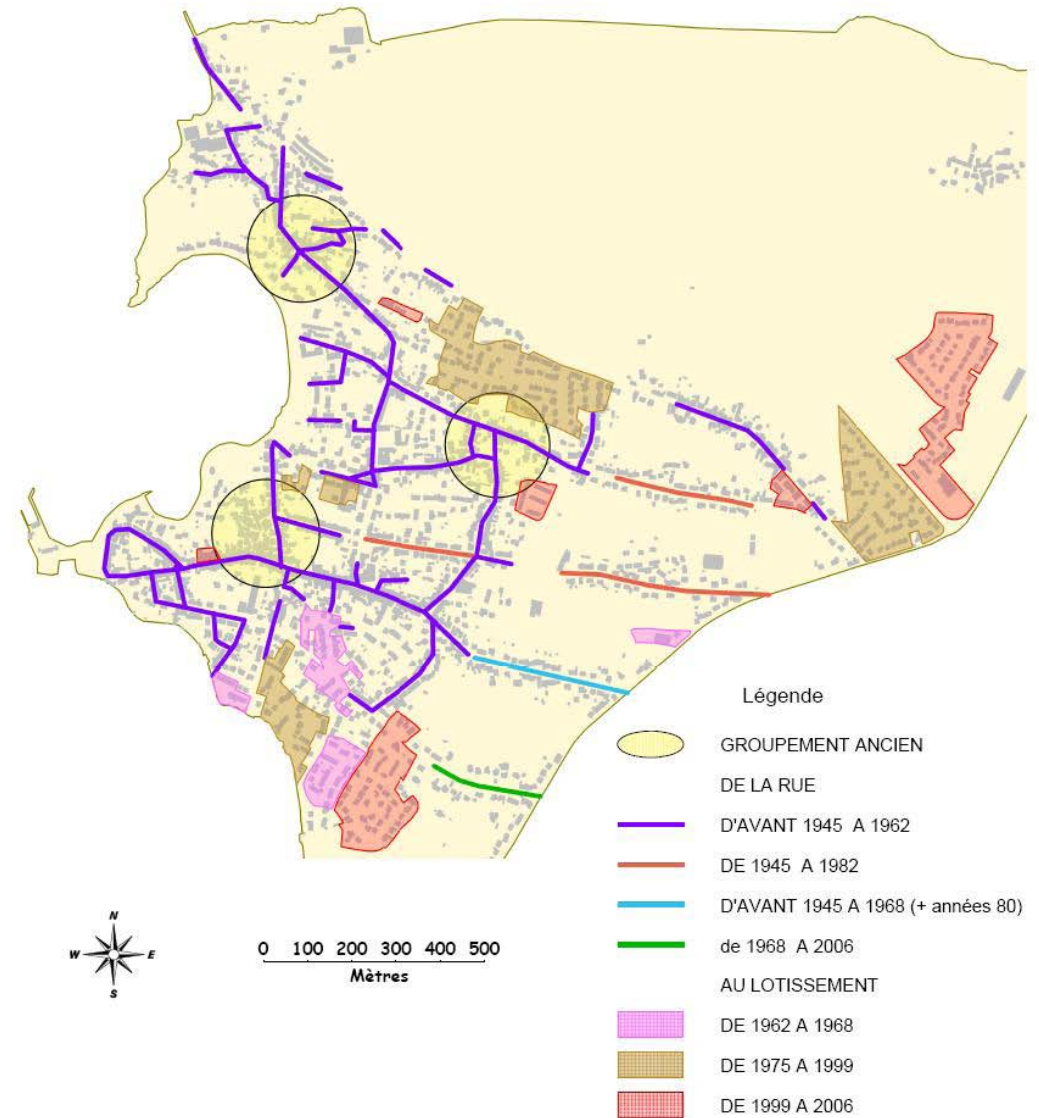 Légende
GROUPEMENT ANCIEN
DE LA RUE
D'AVANT 1945 A 1962
DE 1945 A 1982
D'AVANT 1945 A 1968 (+ années 80)
de 1968 A 2006
AU LOTISSEMENT
DE 1962 A 1968
DE 1975 A 1999
DE 1999 A 2006
N
W E
S
0 100 200 300 400 500
Mètres